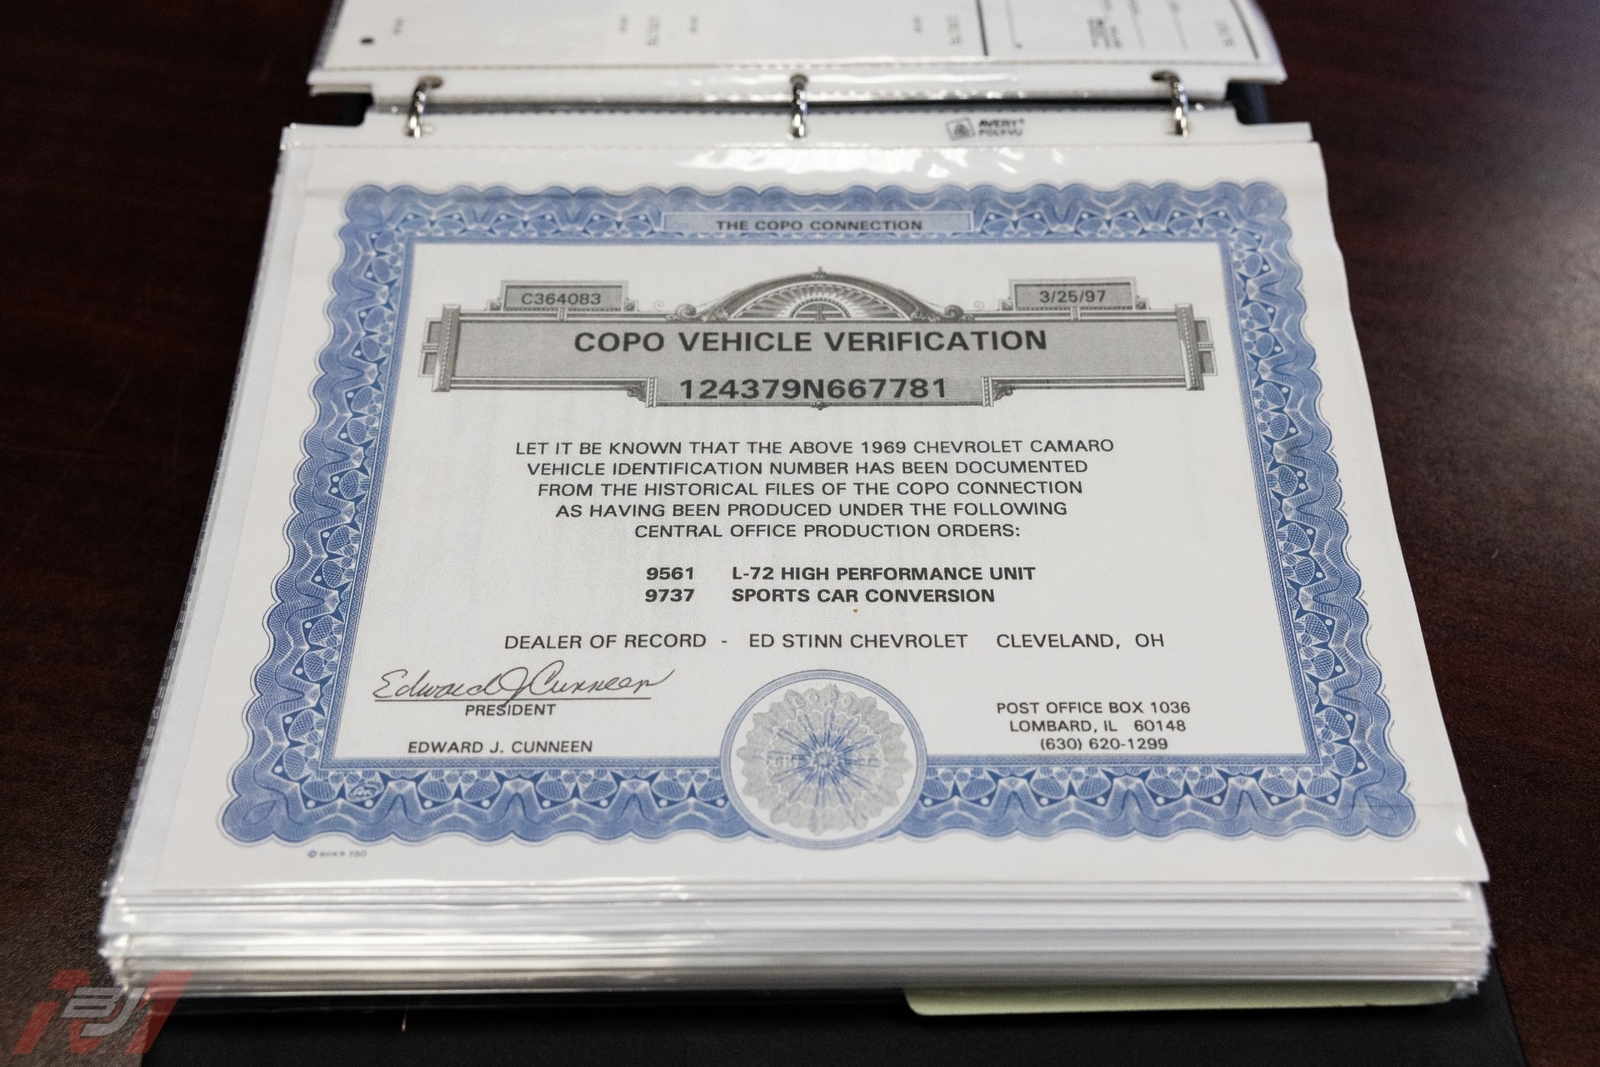 AVERY®
POLYVU
THE COPO CONNECTION
C364083
3/25/97
COPO VEHICLE VERIFICATION
124379N667781
LET IT BE KNOWN THAT THE ABOVE 1969 CHEVROLET CAMARO
VEHICLE IDENTIFICATION NUMBER HAS BEEN DOCUMENTED
FROM THE HISTORICAL FILES OF THE COPO CONNECTION
AS HAVING BEEN PRODUCED UNDER THE FOLLOWING
CENTRAL OFFICE PRODUCTION ORDERS:
9561 L-72 HIGH PERFORMANCE UNIT
9737 SPORTS CAR CONVERSION
DEALER OF RECORD - ED STINN CHEVROLET CLEVELAND, OH
Edward J Cunneen
PRESIDENT
EDWARD J. CUNNEEN
POST OFFICE BOX 1036
LOMBARD, IL 60148
(630) 620-1299